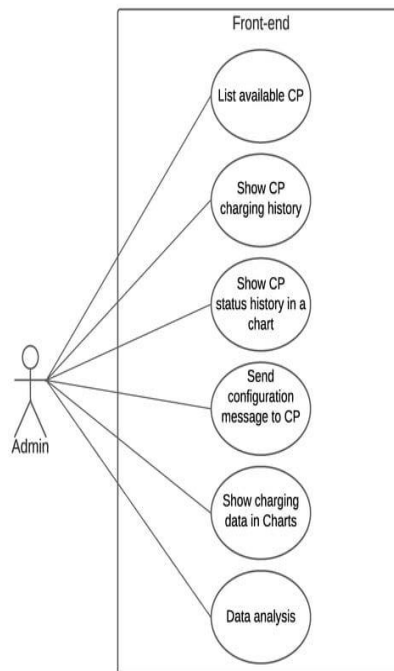 Front-end
List available CP
Show CP
charging history
Show CP
status history in a
chart
Send
configuration
message to CP
Admin
Show charging
data in Charts
Data analysis